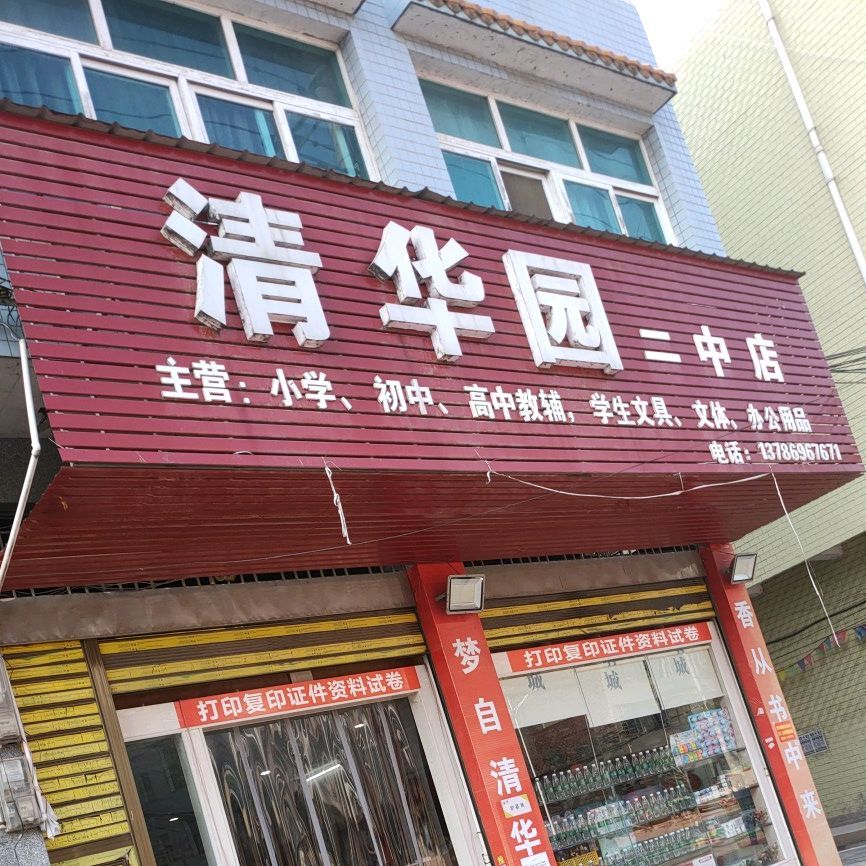 清华园二中店
主营：小学、初中、高中教辅，学生文具、文体、办公用品
电话：13786967671
打印复印证件资料试卷
打印复印证件资料试卷
城
城
城
梦自清华
香从书中来